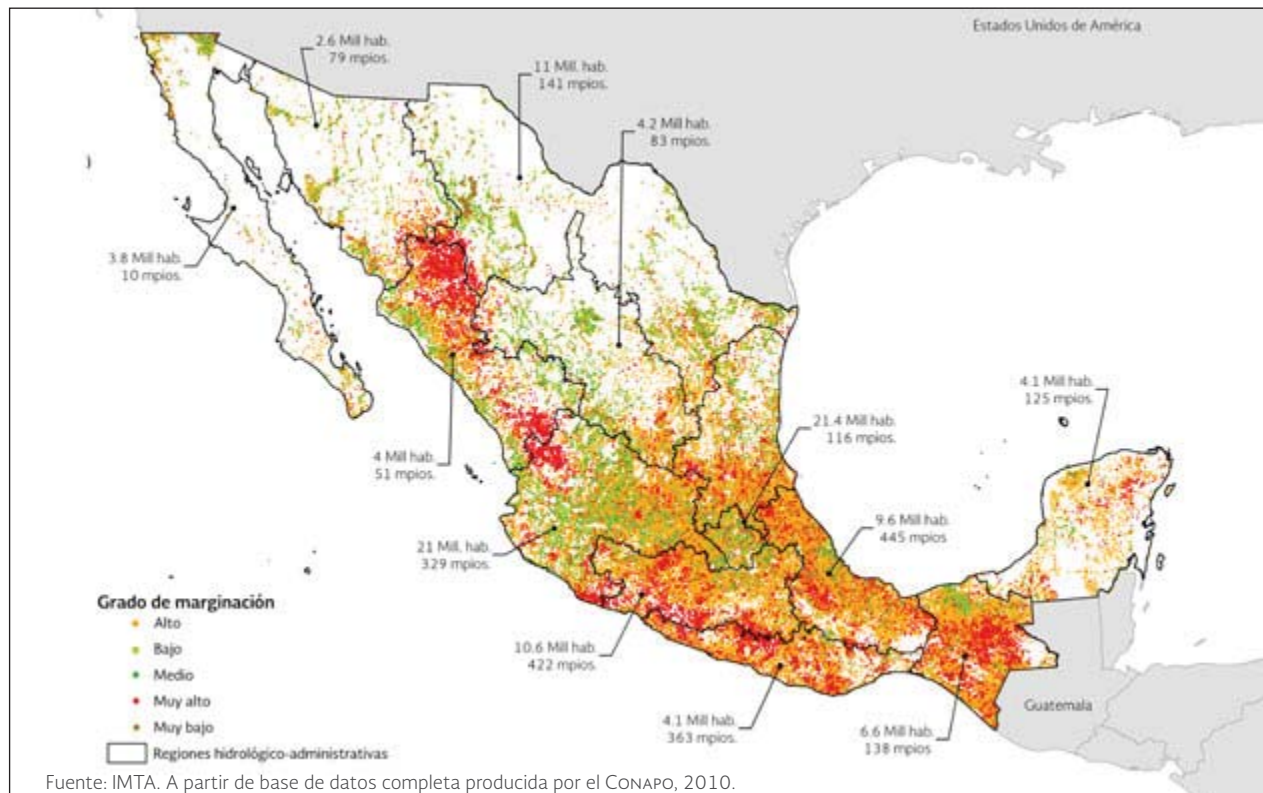 Estados Unidos de América
2.6 Mill hab.
79 mpios.
11 Mill. hab.
141 mpios.
4.2 Mill hab.
83 mpios.
3.8 Mill hab.
10 mpios.
4.1 Mill hab.
125 mpios.
21.4 Mill hab.
116 mpios.
4 Mill hab.
51 mpios.
9.6 Mill hab.
445 mpios
21 Mill. hab.
329 mpios.
Grado de marginación
Alto
Bajo
Medio
Muy alto
Muy bajo
Regiones hidrológico-administrativas
10.6 Mill hab.
422 mpios.
4.1 Mill hab.
363 mpios.
6.6 Mill hab.
138 mpios
Guatemala
Fuente: IMTA. A partir de base de datos completa producida por el CONAPO, 2010.